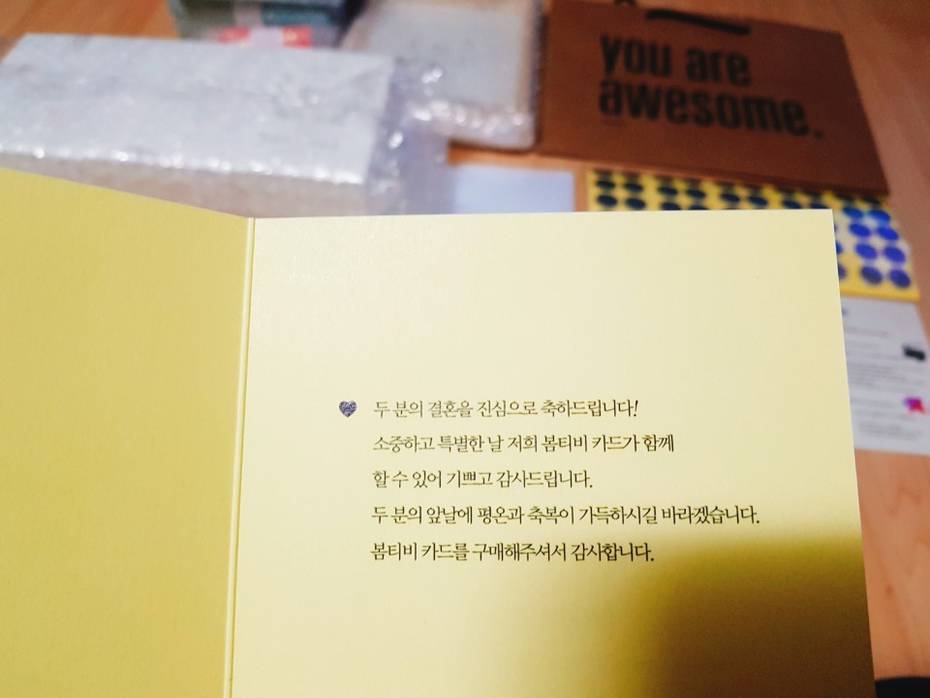 you are
awesome.
두 분의 결혼을 진심으로 축하드립니다!
소중하고 특별한 날 저희 봄티비 카드가 함께
할 수 있어 기쁘고 감사드립니다.
두 분의 앞날에 평온과 축복이 가득하시길 바라겠습니다.
봄티비 카드를 구매해주셔서 감사합니다.